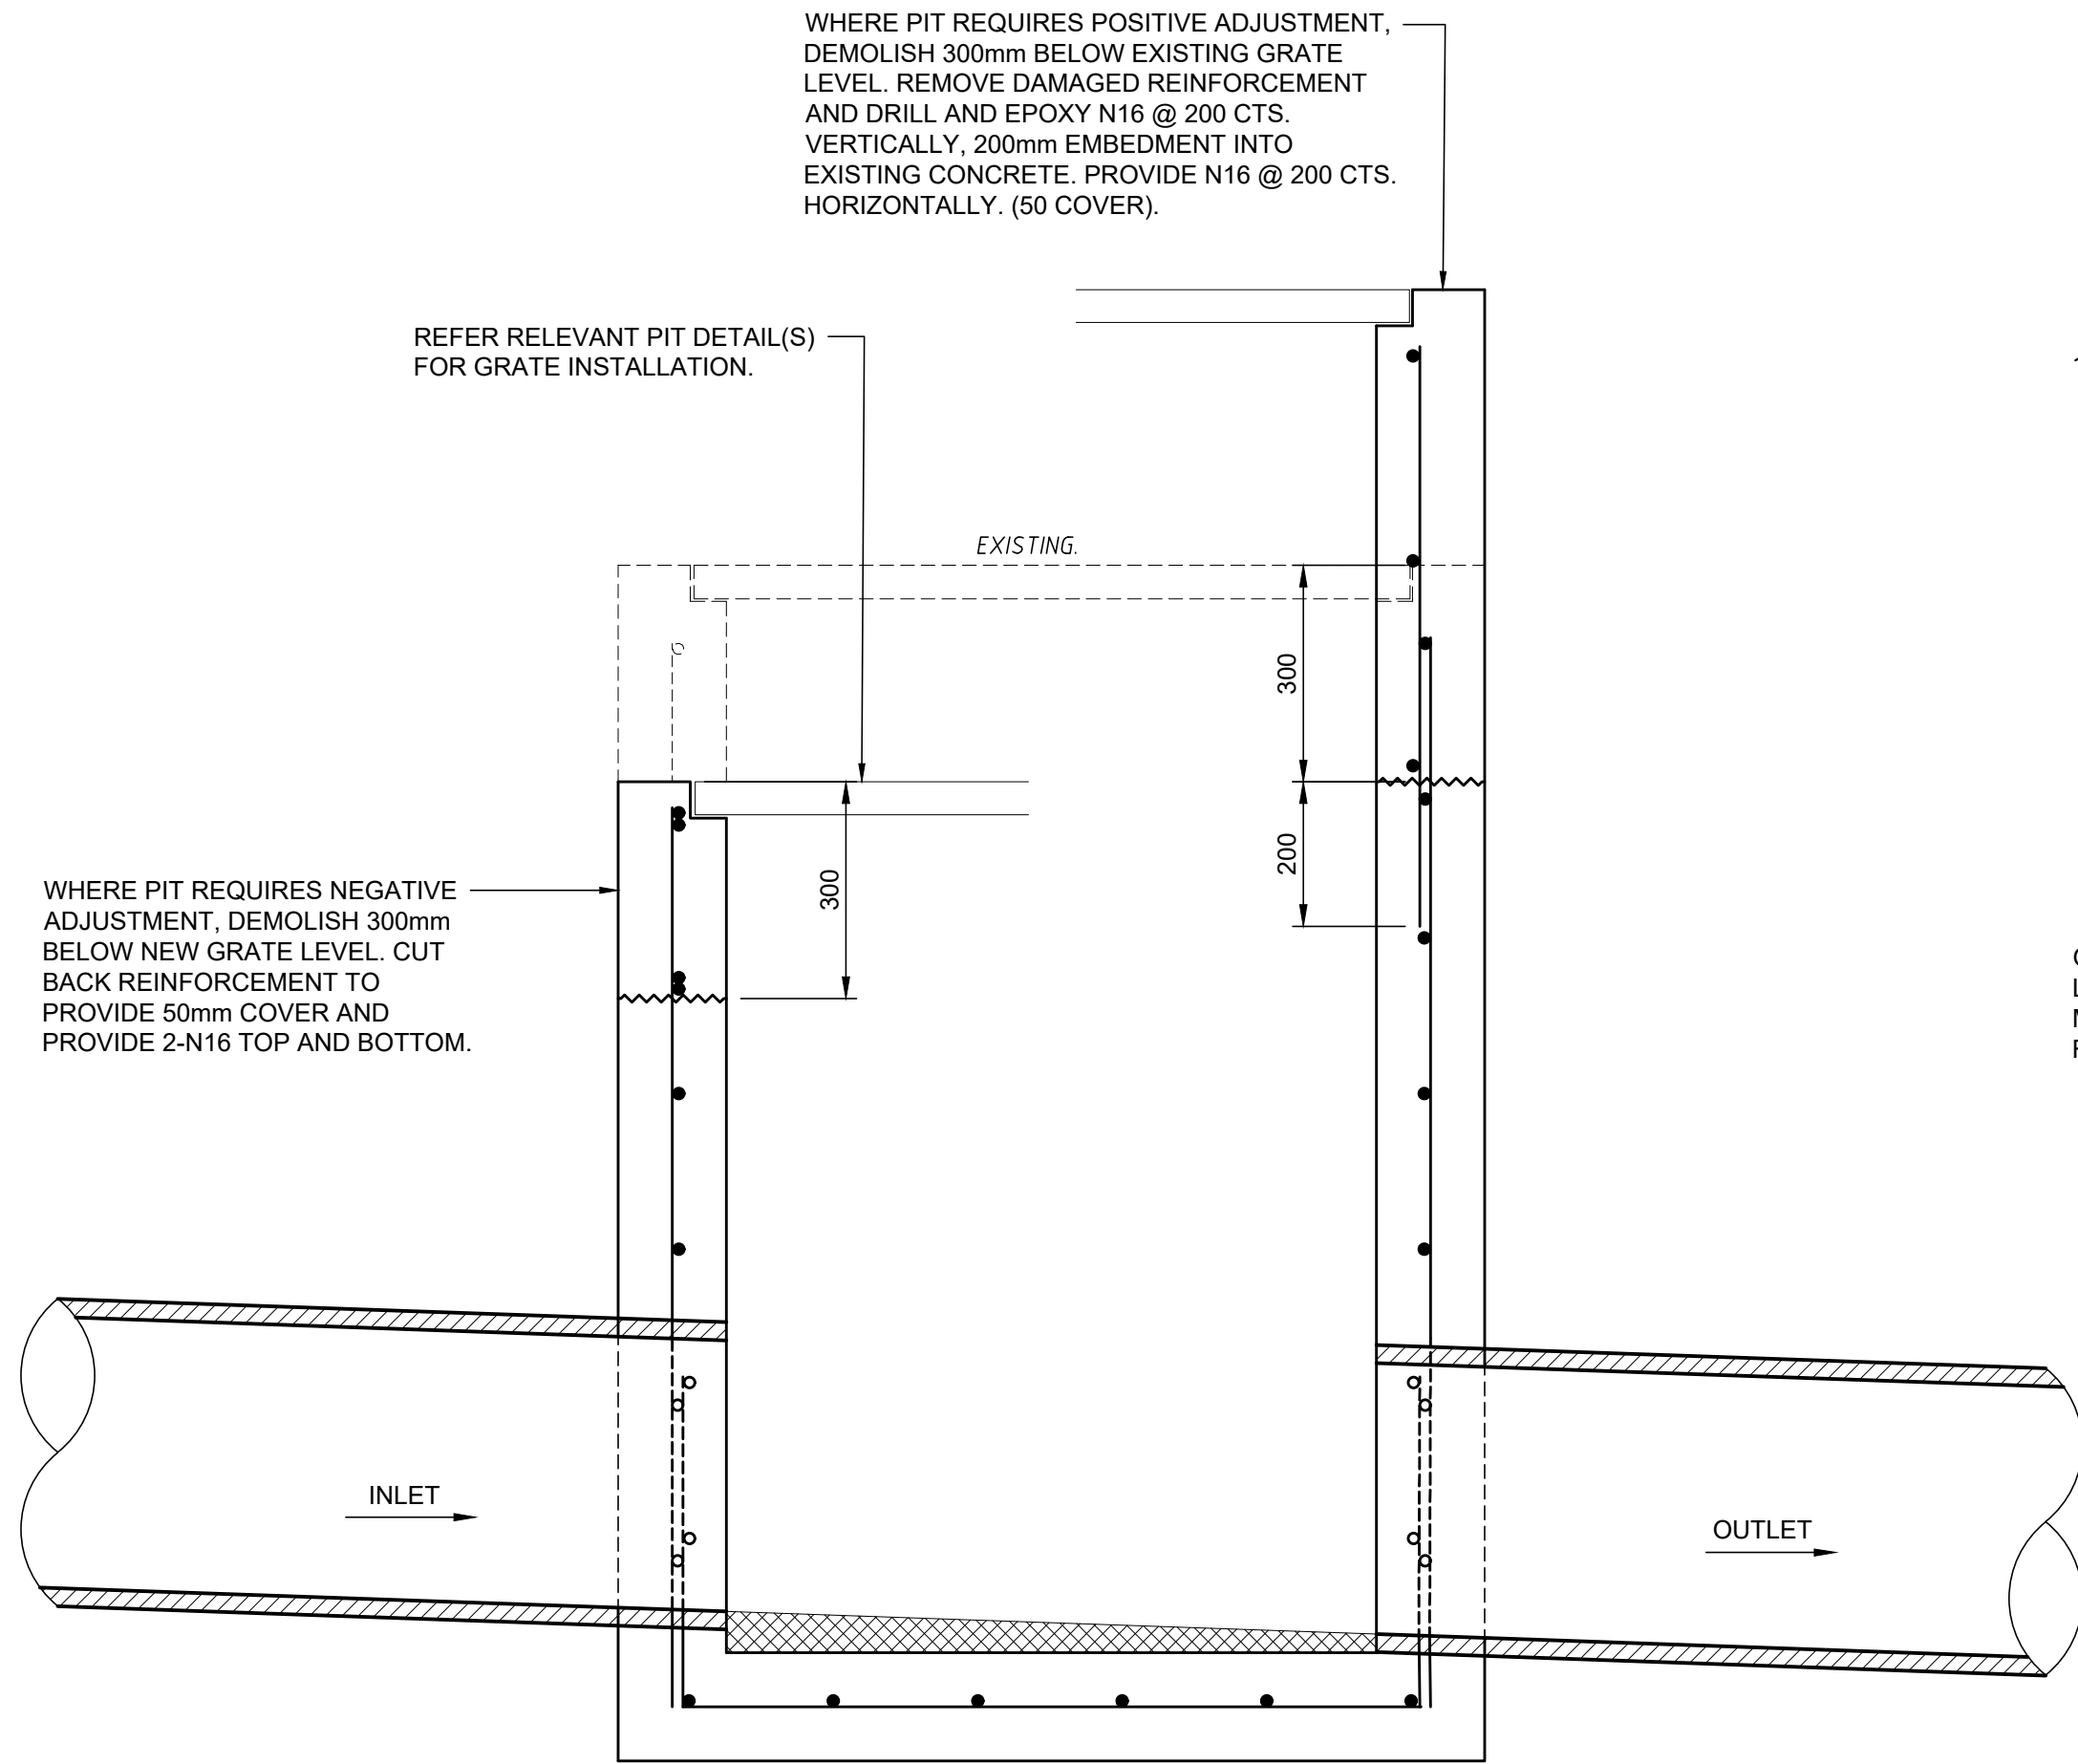 WHERE PIT REQUIRES POSITIVE ADJUSTMENT,
DEMOLISH 300mm BELOW EXISTING GRATE
LEVEL. REMOVE DAMAGED REINFORCEMENT
AND DRILL AND EPOXY N16 @ 200 CTS.
VERTICALLY, 200mm EMBEDMENT INTO
EXISTING CONCRETE. PROVIDE N16 @ 200 CTS.
HORIZONTALLY. (50 COVER).
REFER RELEVANT PIT DETAIL(S)
FOR GRATE INSTALLATION.
EXISTING.
300
200
300
WHERE PIT REQUIRES NEGATIVE
ADJUSTMENT, DEMOLISH 300mm
BELOW NEW GRATE LEVEL. CUT
BACK REINFORCEMENT TO
PROVIDE 50mm COVER AND
PROVIDE 2-N16 TOP AND BOTTOM.
INLET
OUTLET